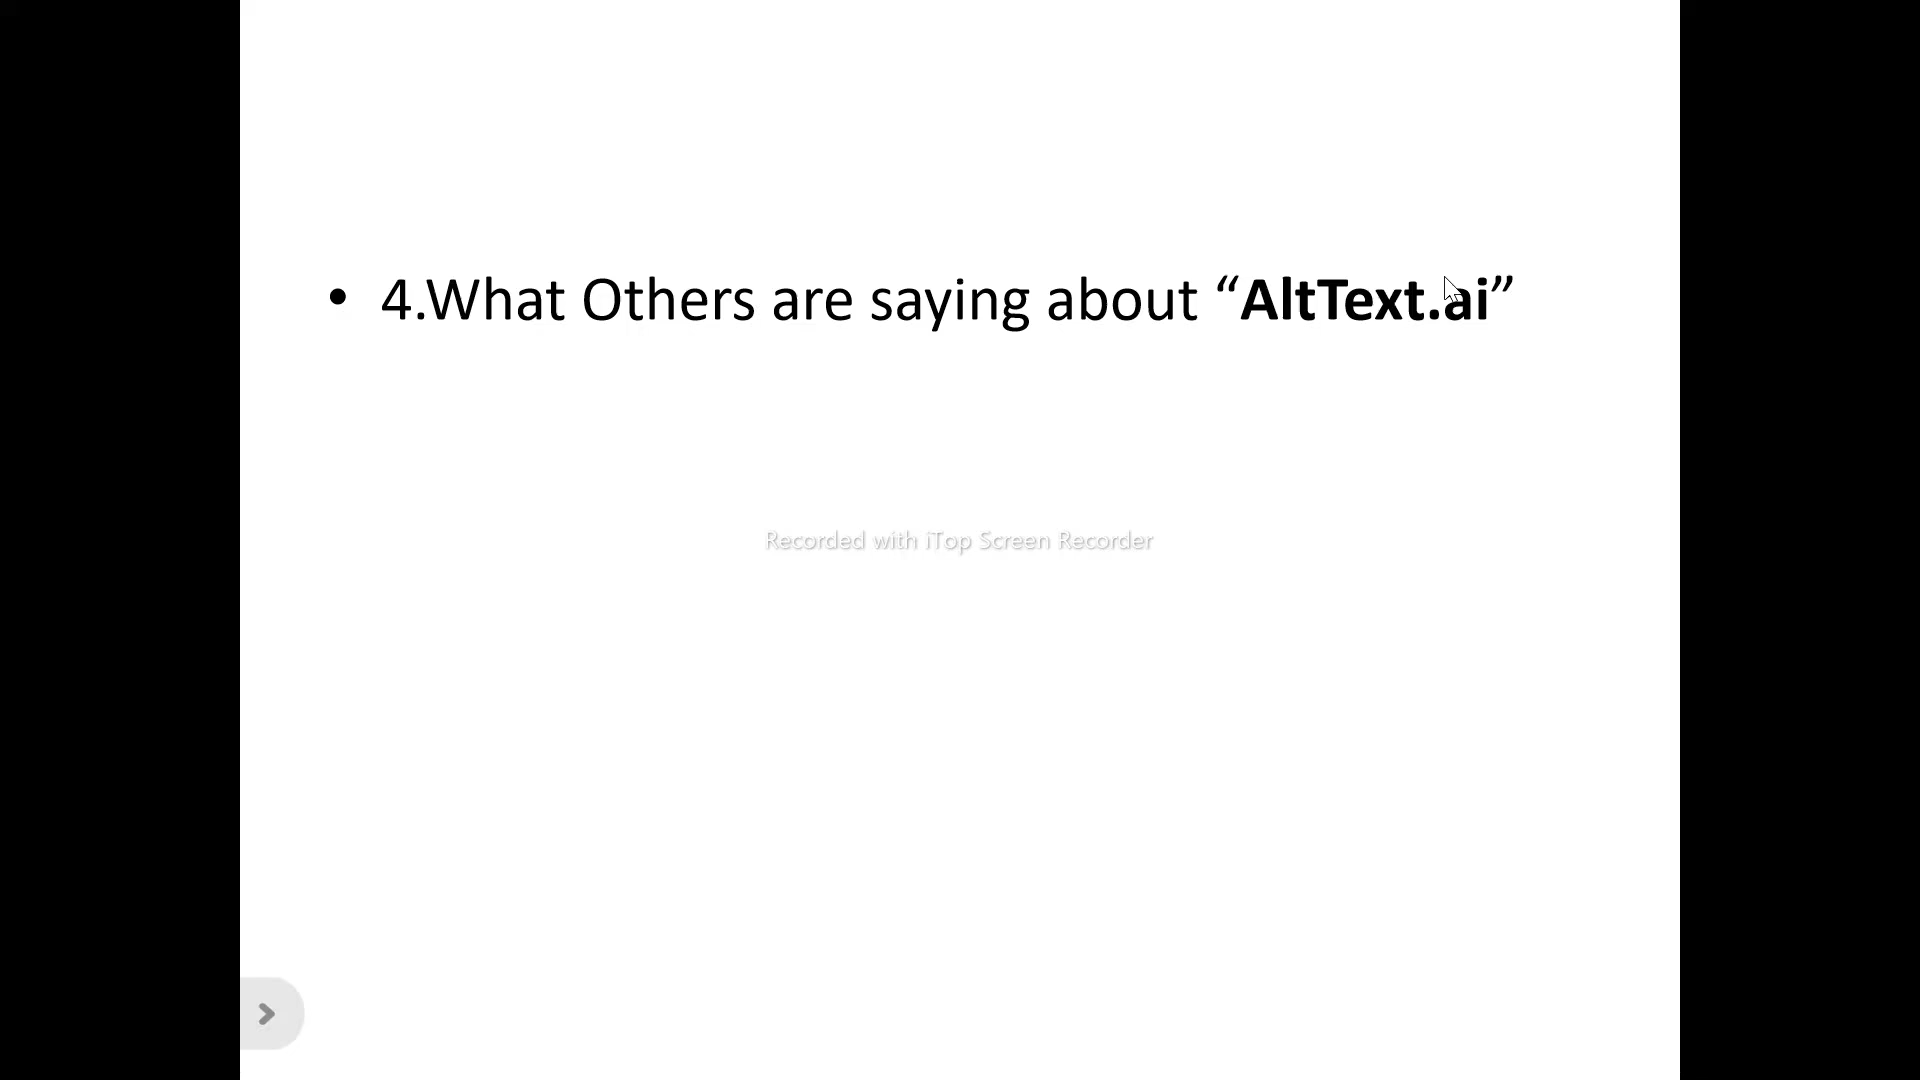 • 4.What Others are saying about “AltText.ai”
Recorded with iTop Screen Recorder